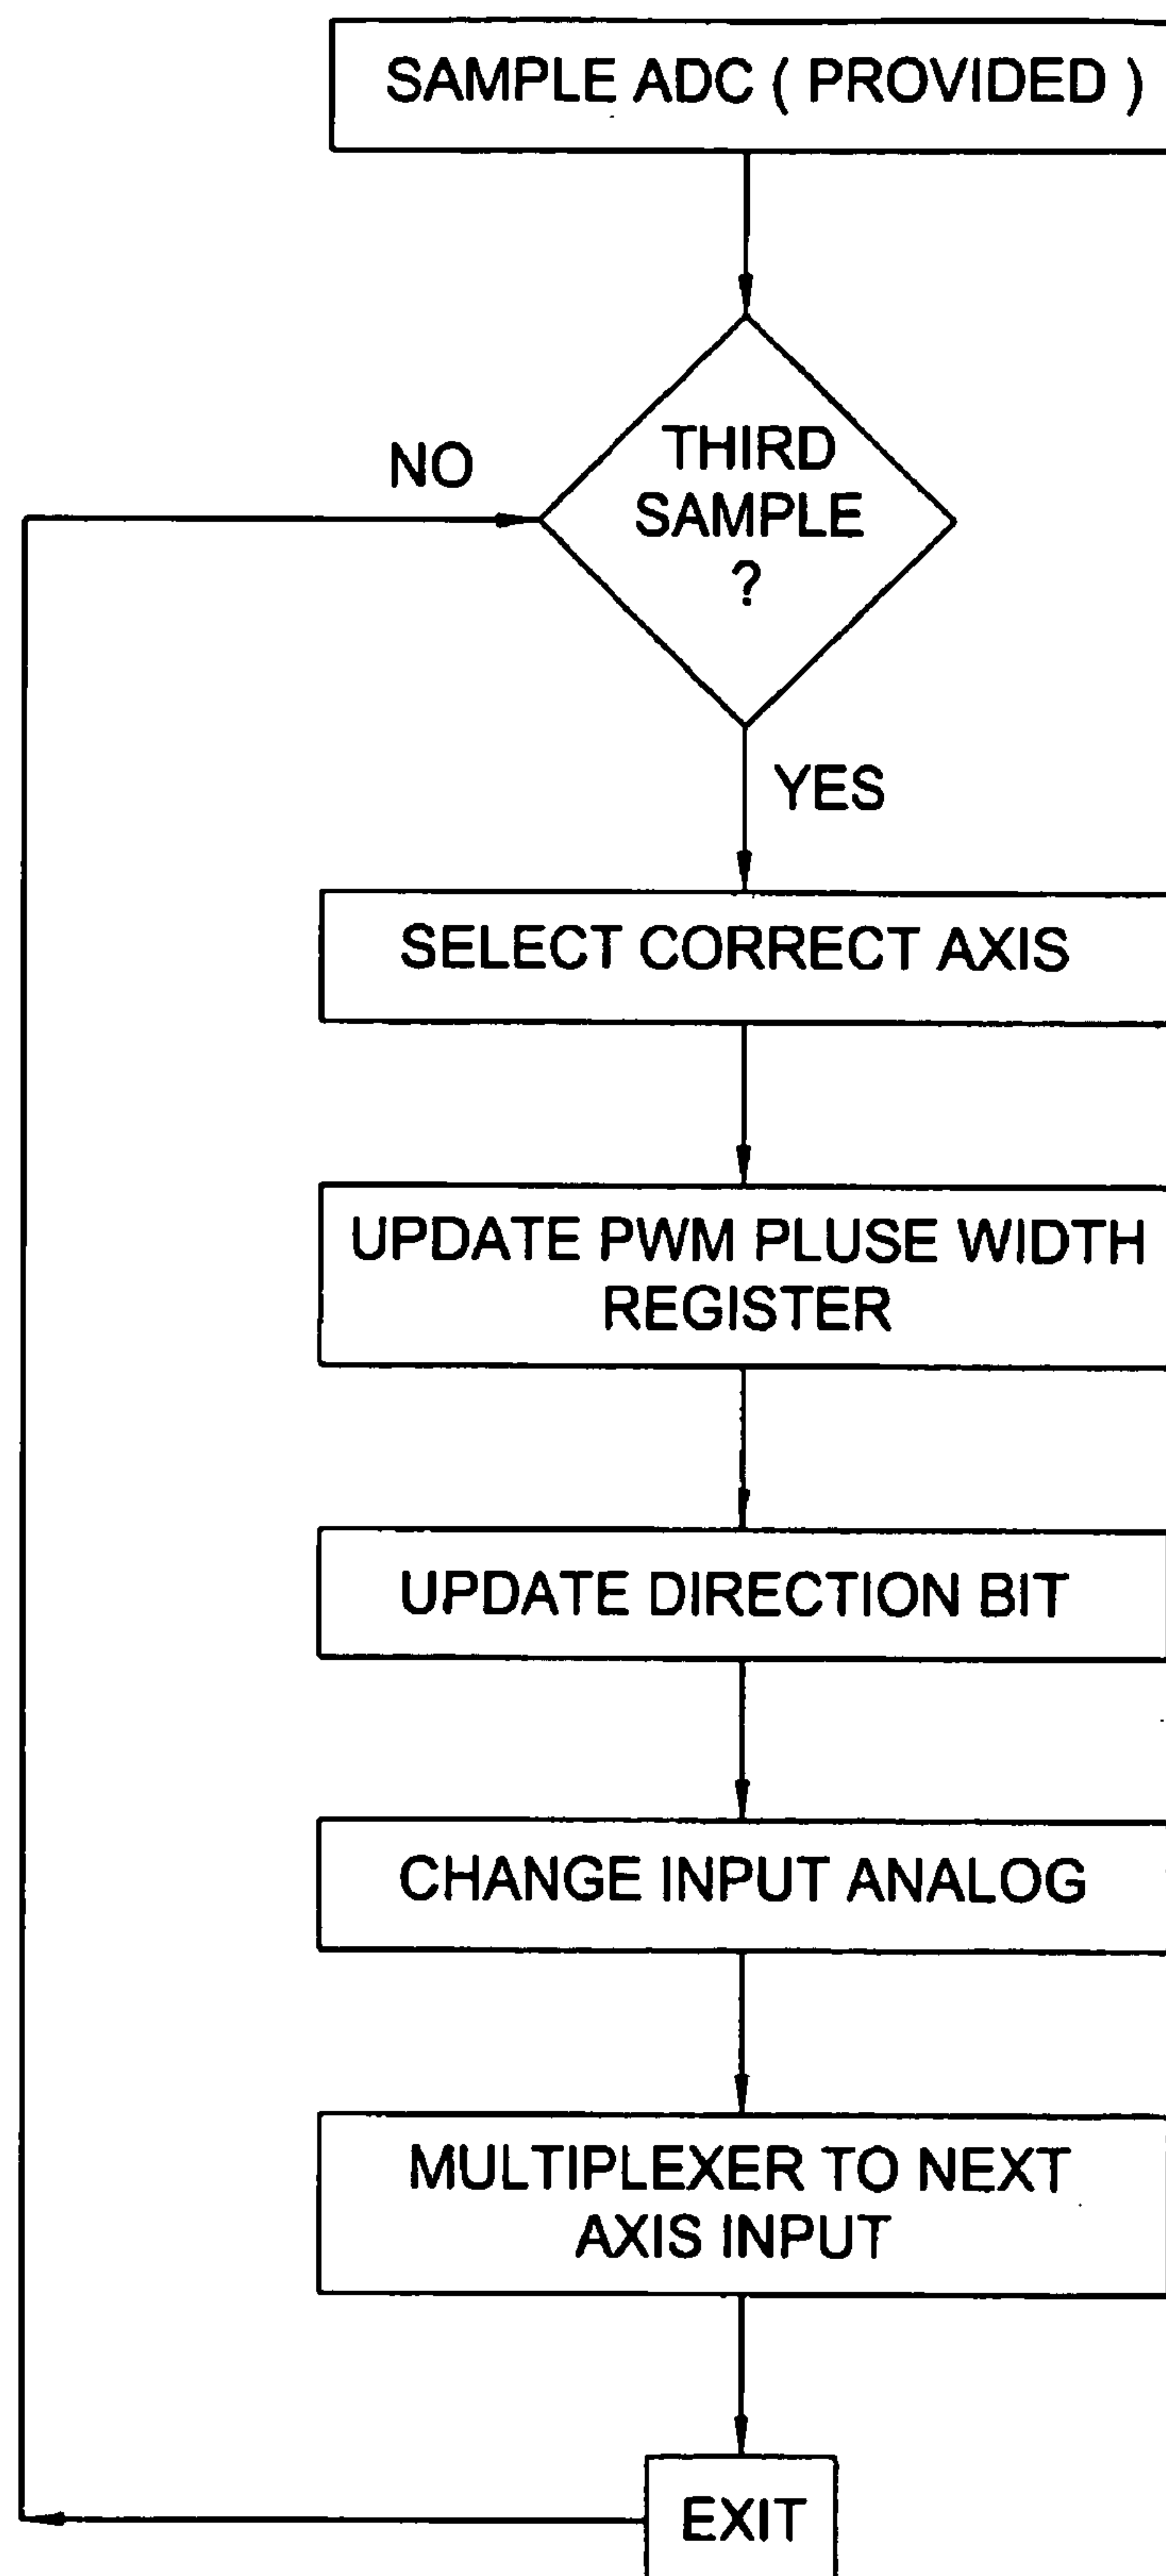 SAMPLE ADC ( PROVIDED )
NO
THIRD
SAMPLE
?
YES
SELECT CORRECT AXIS
UPDATE PWM PLUSE WIDTH
REGISTER
UPDATE DIRECTION BIT
CHANGE INPUT ANALOG
MULTIPLEXER TO NEXT
AXIS INPUT
EXIT